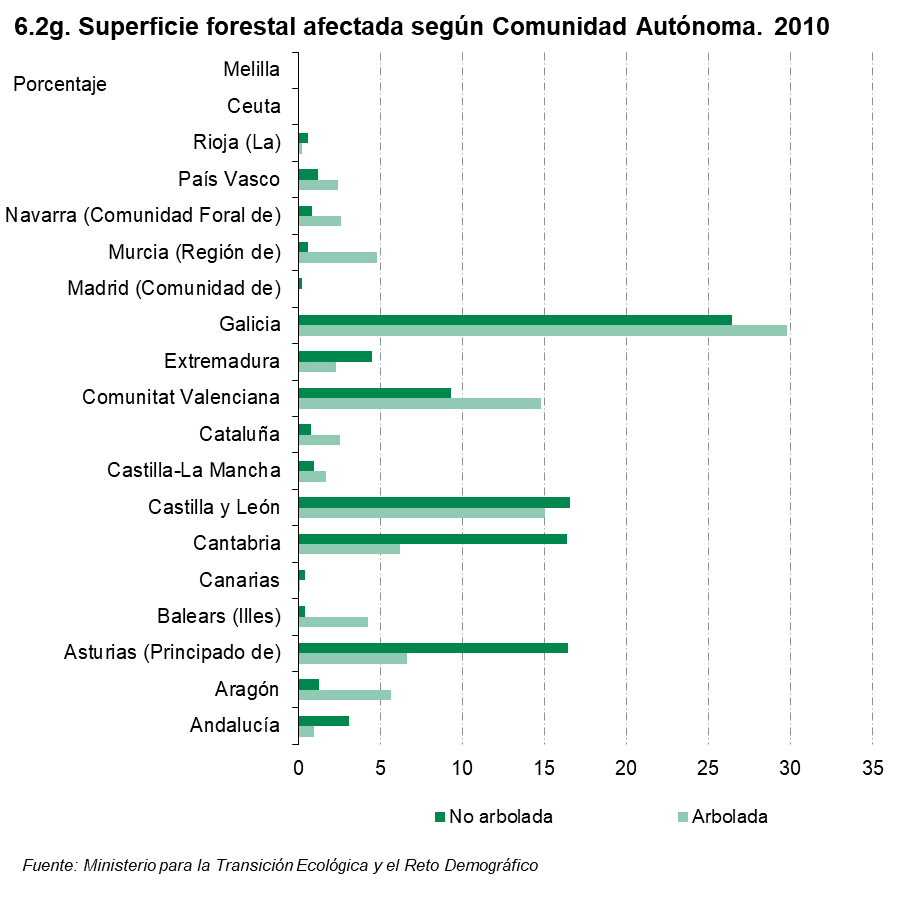 6.2g. Superficie forestal afectada según Comunidad Autónoma. 2010
Porcentaje
Melilla
Ceuta
Rioja (La)
País Vasco
Navarra (Comunidad Foral de)
Murcia (Región de)
Madrid (Comunidad de)
Galicia
Extremadura
Comunitat Valenciana
Cataluña
Castilla-La Mancha
Castilla y León
Cantabria
Canarias
Balears (Illes)
Asturias (Principado de)
Aragón
Andalucía
0 5 10 15 20 25 30 35
No arbolada Arbolada
Fuente: Ministerio para la Transición Ecológica y el Reto Demográfico